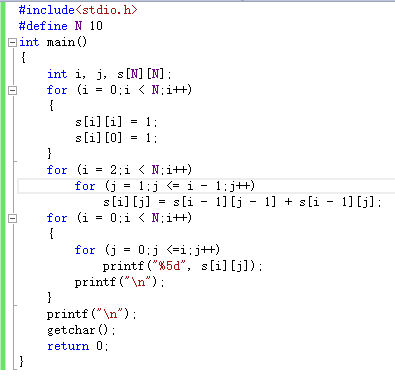 #include<stdio.h>
#define N 10
int main()
{
    int i, j, s[N][N];
    for (i = 0;i < N;i++)
    {
        s[i][i] = 1;
        s[i][0] = 1;
    }
    for (i = 2;i < N;i++)
        for (j = 1;j <= i - 1;j++)
            s[i][j] = s[i - 1][j - 1] + s[i - 1][j];
    for (i = 0;i < N;i++)
    {
        for (j = 0;j <=i;j++)
            printf("%5d", s[i][j]);
        printf("\n");
    }
    printf("\n");
    getchar();
    return 0;
}